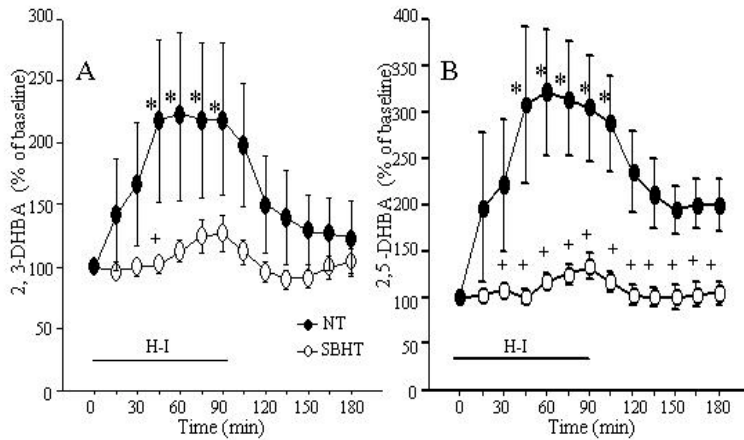 A
2, 3-DHBA (% of baseline)
300
250
200
150
100
50
0
* * * *
+
NT
SBHT
H-I
0 30 60 90 120 150 180
Time (min)
B
2,5-DHBA (% of baseline)
400
350
300
250
200
150
100
50
0
* * * * *
+ + + + + + + + + + +
H-I
0 30 60 90 120 150 180
Time (min)